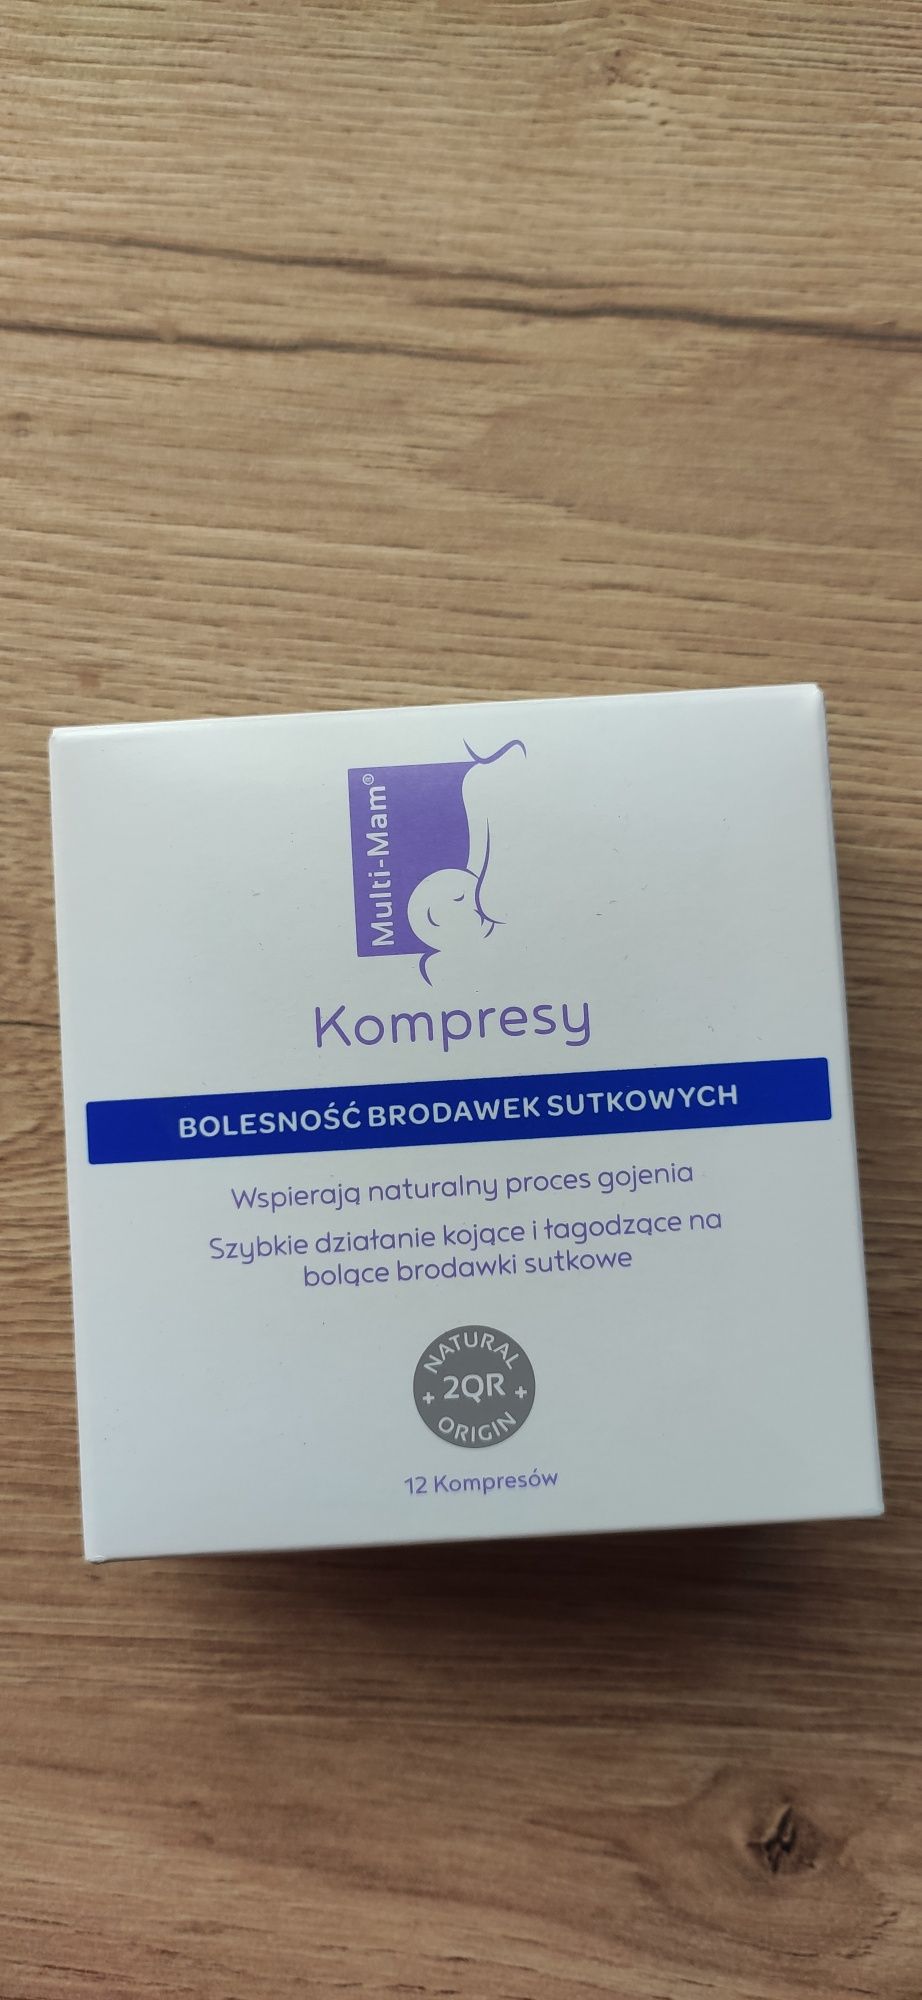 Multi-Mam®
Kompresy
BOLESNOŚĆ BRODAWEK SUTKOWYCH
Wspierają naturalny proces gojenia
Szybkie działanie kojące i łagodzące na
bolące brodawki sutkowe
NATURAL
+ 2QR +
ORIGIN
12 Kompresów